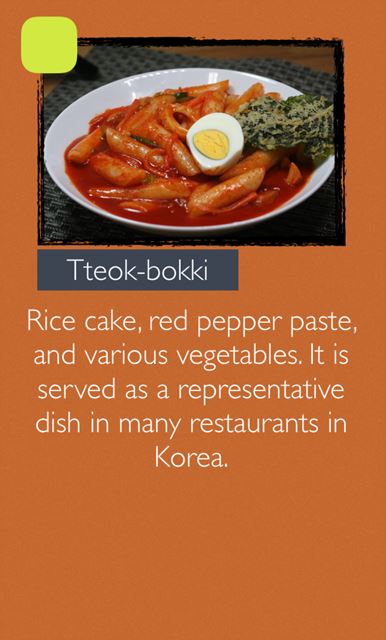 Tteok-bokki
Rice cake, red pepper paste,
and various vegetables. It is
served as a representative
dish in many restaurants in
Korea.